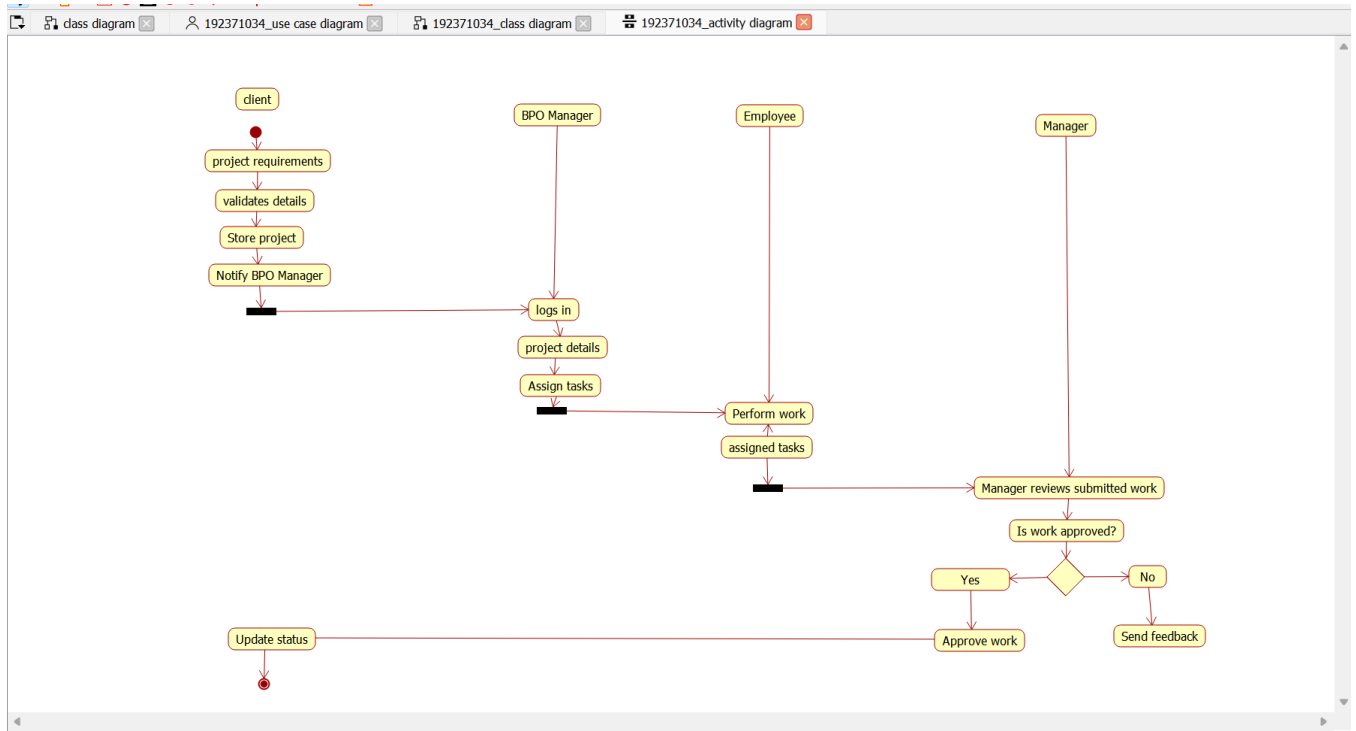 class diagram
192371034_use case diagram
192371034_class diagram
192371034_activity diagram
client
BPO Manager
Employee
Manager
project requirements
validates details
Store project
Notify BPO Manager
logs in
project details
Assign tasks
Perform work
assigned tasks
Manager reviews submitted work
Is work approved?
Yes
No
Update status
Approve work
Send feedback